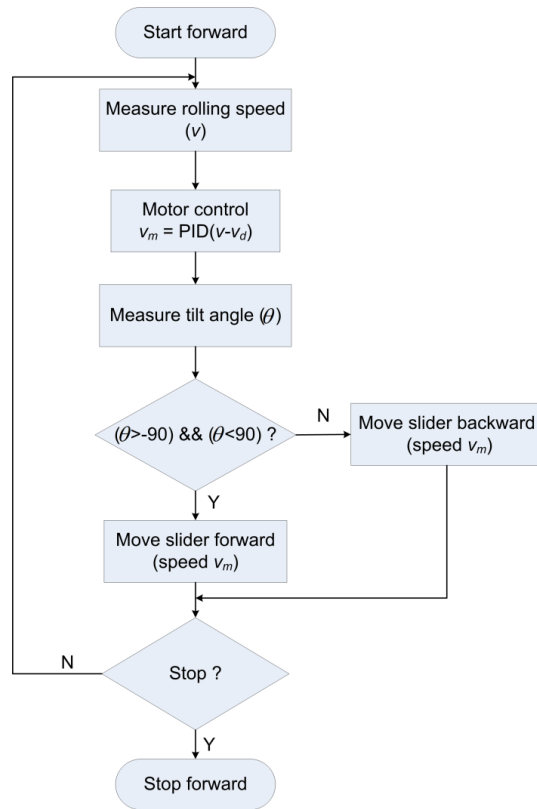 Start forward
Measure rolling speed
(v)
Motor control
vₘ = PID(v-v_d)
Measure tilt angle (θ)
(θ>-90) && (θ<90) ?
N
Move slider backward
(speed vₘ)
Y
Move slider forward
(speed vₘ)
N
Stop ?
Y
Stop forward